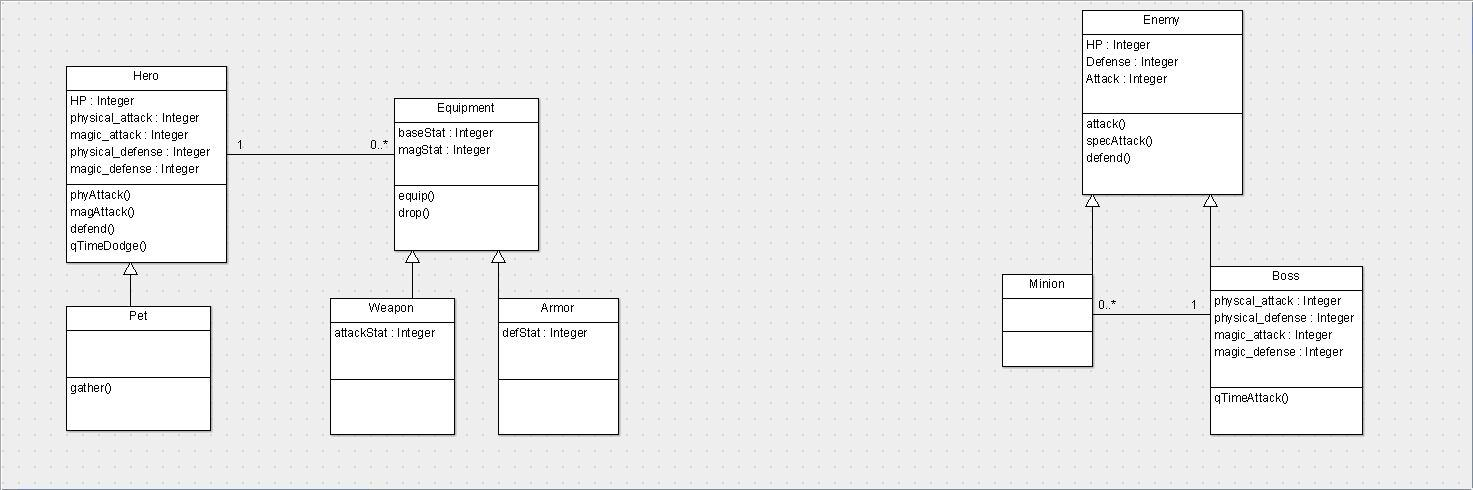 Hero
HP : Integer
physical_attack : Integer
magic_attack : Integer
physical_defense : Integer
magic_defense : Integer
phyAttack()
magAttack()
defend()
qTimeDodge()
1
0..*
Equipment
baseStat : Integer
magStat : Integer
equip()
drop()
Pet
gather()
Weapon
attackStat : Integer
Armor
defStat : Integer
Enemy
HP : Integer
Defense : Integer
Attack : Integer
attack()
specAttack()
defend()
Minion
0..*
1
Boss
physcal_attack : Integer
physical_defense : Integer
magic_attack : Integer
magic_defense : Integer
qTimeAttack()